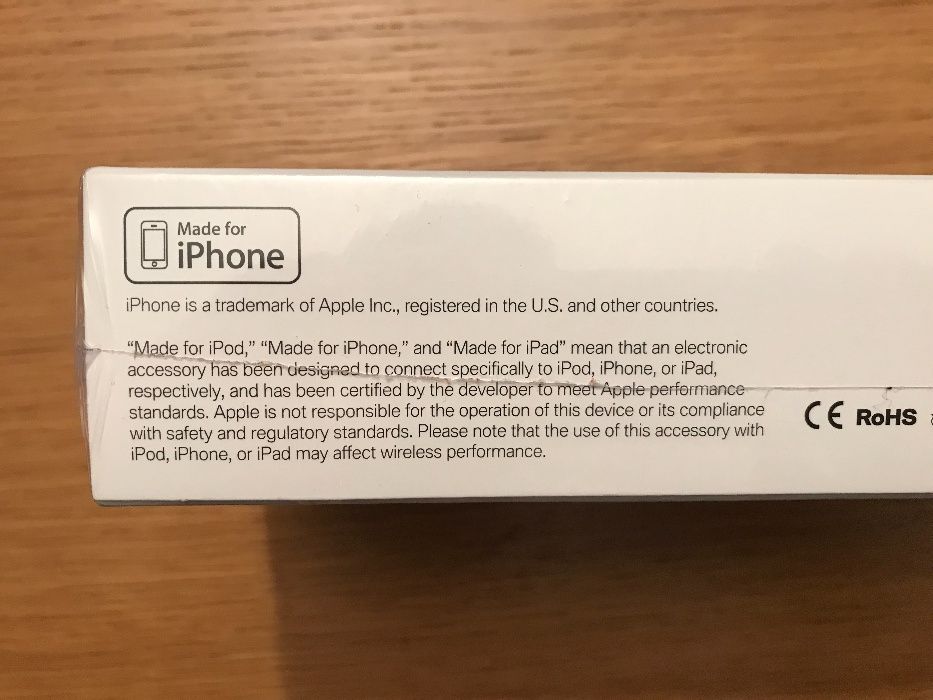 Made for
iPhone
iPhone is a trademark of Apple Inc., registered in the U.S. and other countries.
“Made for iPod,” “Made for iPhone,” and “Made for iPad” mean that an electronic
accessory has been designed to connect specifically to iPod, iPhone, or iPad,
respectively, and has been certified by the developer to meet Apple performance
standards. Apple is not responsible for the operation of this device or its compliance
with safety and regulatory standards. Please note that the use of this accessory with
iPod, iPhone, or iPad may affect wireless performance.
CE RoHS